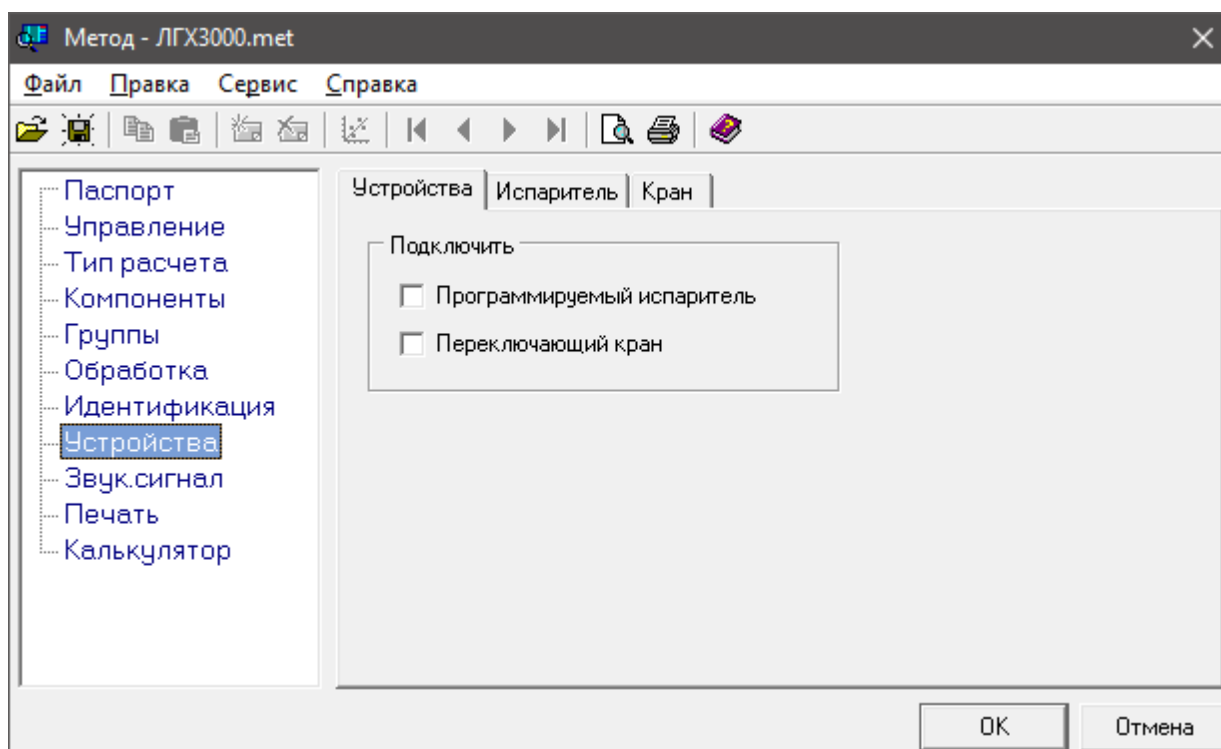 Метод - ЛГХ3000.met
Файл Правка Сервис Справка
Паспорт
Управление
Тип расчета
Компоненты
Группы
Обработка
Идентификация
Устройства
Звук.сигнал
Печать
Калькулятор
Устройства Испаритель Кран
Подключить
Программируемый испаритель
Переключающий кран
OK Отмена